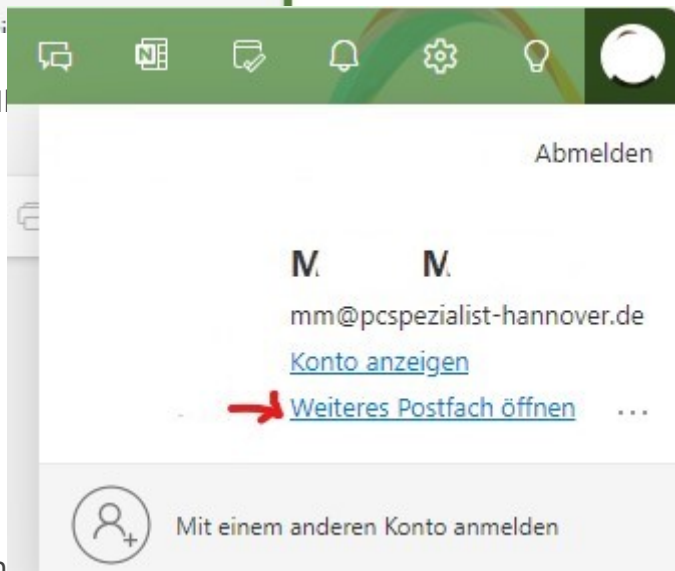 Abmelden
M M
mm@pcspezialist-hannover.de
Konto anzeigen
Weiteres Postfach öffnen ...
Mit einem anderen Konto anmelden